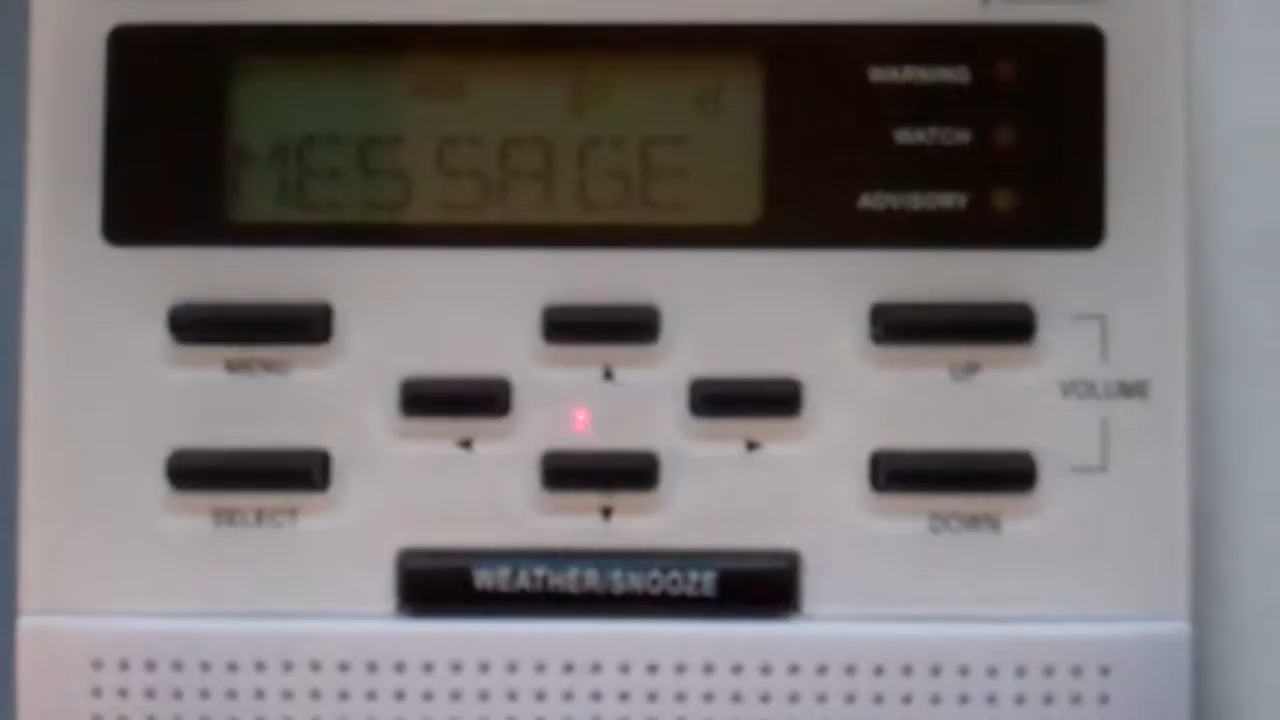 WARNING
WATCH
ADVISORY
MESSAGE
MENU
UP
VOLUME
SELECT
DOWN
WEATHER/SNOOZE